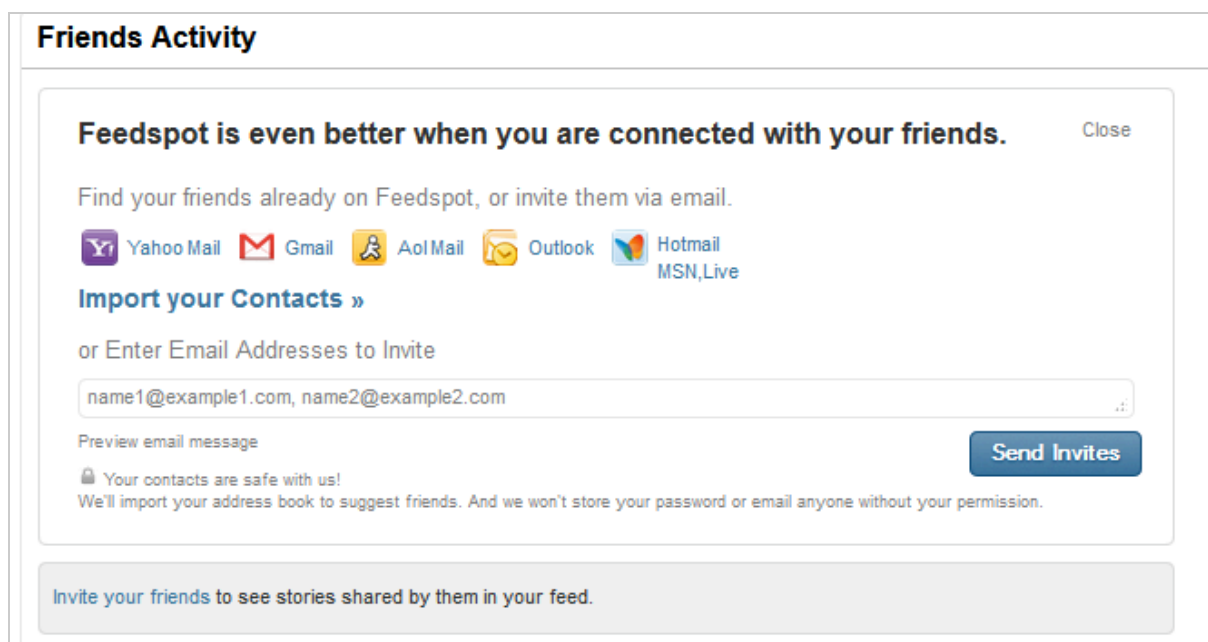 Friends Activity
Feedspot is even better when you are connected with your friends.
Close
Find your friends already on Feedspot, or invite them via email.
Y! Yahoo Mail Gmail Aol Mail Outlook Hotmail
MSN,Live
Import your Contacts »
or Enter Email Addresses to Invite
name1@example1.com, name2@example2.com
Preview email message
Send Invites
Your contacts are safe with us!
We'll import your address book to suggest friends. And we won't store your password or email anyone without your permission.
Invite your friends to see stories shared by them in your feed.